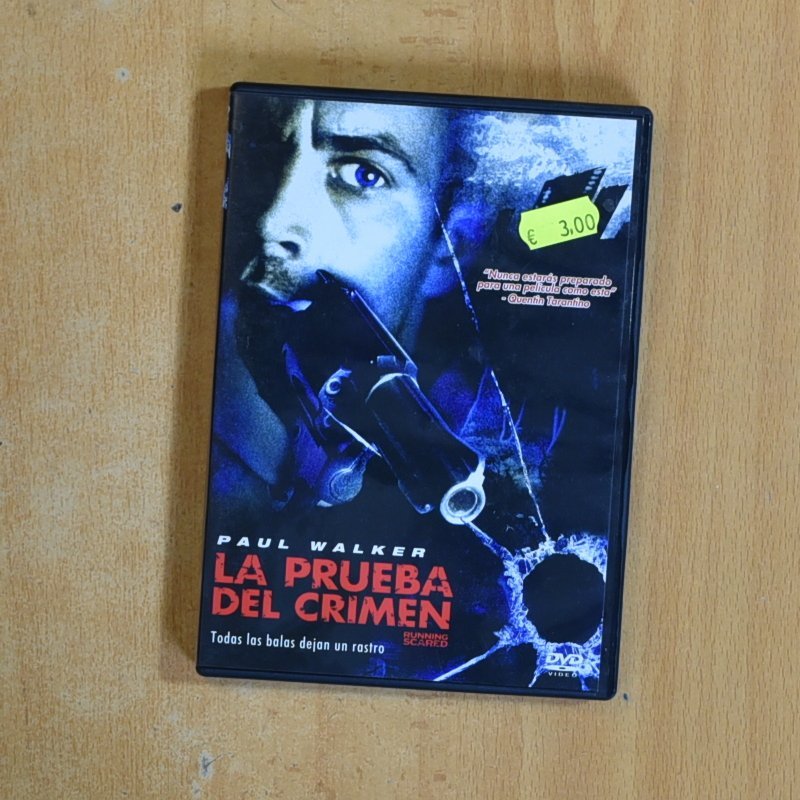 € 3.00
"Nunca estarás preparado
para una película como esta"
- Quentin Tarantino
PAUL WALKER
LA PRUEBA
DEL CRIMEN
RUNNING
SCARED
Todas las balas dejan un rastro
DVD
VIDEO